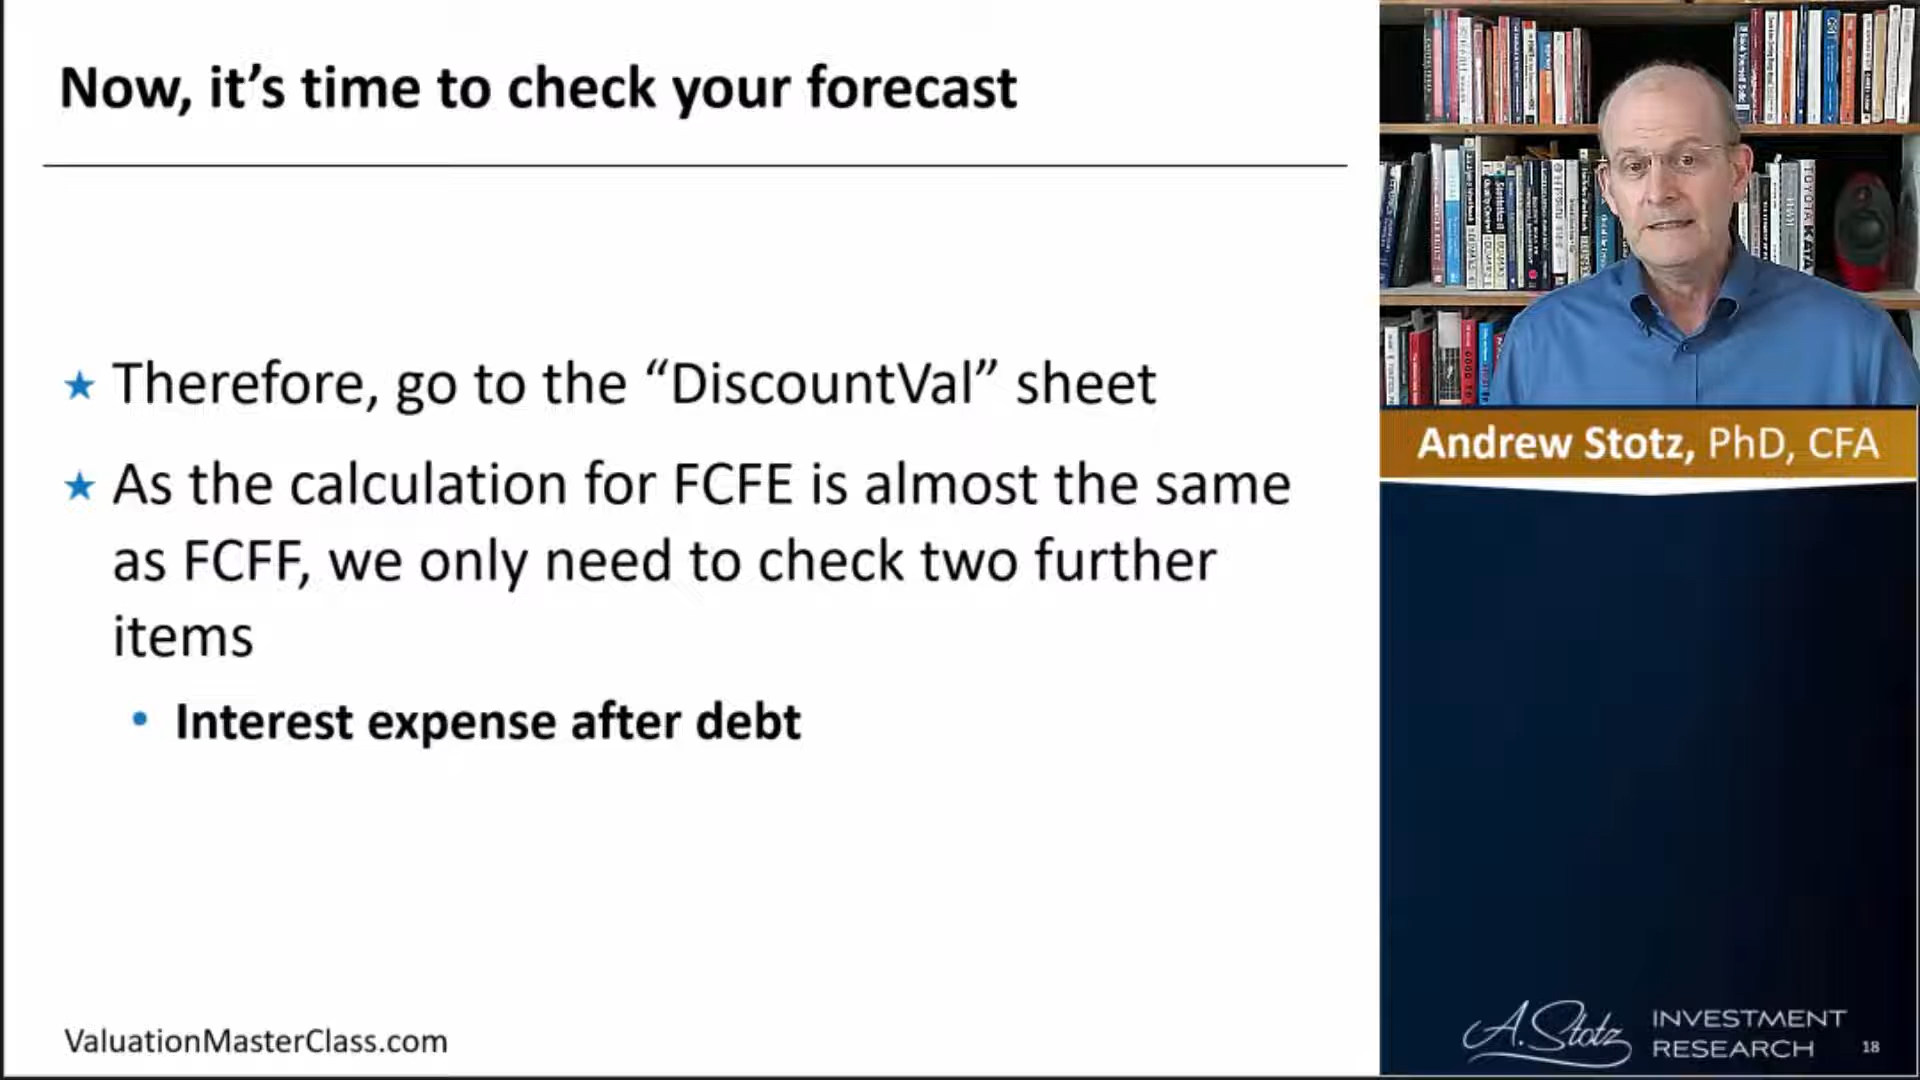 Now, it’s time to check your forecast
Therefore, go to the “DiscountVal” sheet
As the calculation for FCFE is almost the same
as FCFF, we only need to check two further
items
Interest expense after debt
ValuationMasterClass.com
TOYOTA KATA
Andrew Stotz, PhD, CFA
A. Stotz
INVESTMENT
RESEARCH
18